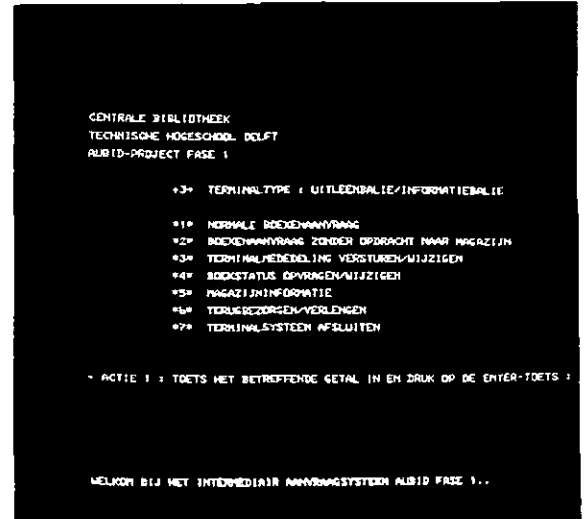 CENTRALE BIBLIOTHEEK
TECHNISCHE HOGESCHOOL DELFT
AUBID-PROJECT FASE 1
*3* TERMINALTYPE : UITLEENBALIE/INFORMATIEBALIE
*1* NORMALE BOEKENAANVRAAG
*2* BOEKENAANVRAAG ZONDER OPDRACHT NAAR MAGAZIJN
*3* TERMINALMEDEDELING VERSTUREN/WIJZIGEN
*4* BOEKSTATUS OPVRAGEN/WIJZIGEN
*5* MAGAZIJNINFORMATIE
*6* TERUGBEZORGEN/VERLENGEN
*7* TERMINALSYSTEEM AFSLUITEN
- ACTIE 1 : TOETS HET BETREFFENDE GETAL IN EN DRUK OP DE ENTER-TOETS :
WELKOM BIJ HET INTERMEDIAIR AANVRAAGSYSTEEM AUBID FASE 1..